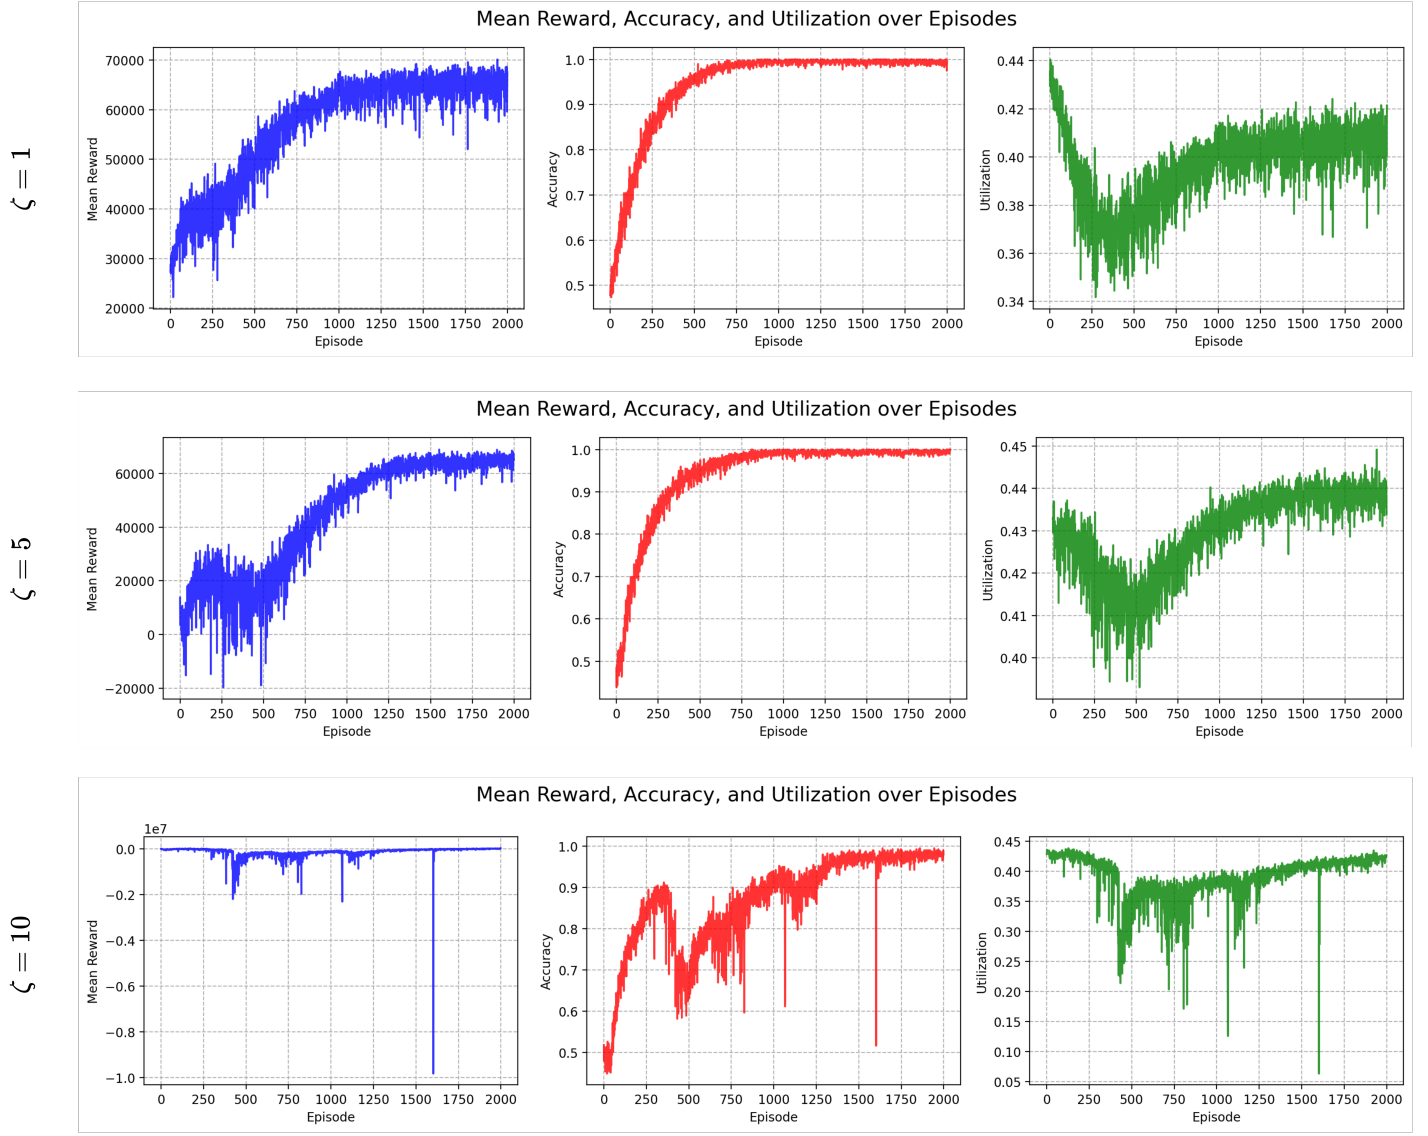 ζ = 1
Mean Reward, Accuracy, and Utilization over Episodes
Mean Reward
70000
60000
50000
40000
30000
20000
0 250 500 750 1000 1250 1500 1750 2000
Episode
Accuracy
1.0
0.9
0.8
0.7
0.6
0.5
0 250 500 750 1000 1250 1500 1750 2000
Episode
Utilization
0.44
0.42
0.40
0.38
0.36
0.34
0 250 500 750 1000 1250 1500 1750 2000
Episode
ζ = 5
Mean Reward, Accuracy, and Utilization over Episodes
Mean Reward
60000
40000
20000
0
−20000
0 250 500 750 1000 1250 1500 1750 2000
Episode
Accuracy
1.0
0.9
0.8
0.7
0.6
0.5
0 250 500 750 1000 1250 1500 1750 2000
Episode
Utilization
0.45
0.44
0.43
0.42
0.41
0.40
0 250 500 750 1000 1250 1500 1750 2000
Episode
ζ = 10
Mean Reward, Accuracy, and Utilization over Episodes
1e7
Mean Reward
0.0
−0.2
−0.4
−0.6
−0.8
−1.0
0 250 500 750 1000 1250 1500 1750 2000
Episode
Accuracy
1.0
0.9
0.8
0.7
0.6
0.5
0 250 500 750 1000 1250 1500 1750 2000
Episode
Utilization
0.45
0.40
0.35
0.30
0.25
0.20
0.15
0.10
0.05
0 250 500 750 1000 1250 1500 1750 2000
Episode